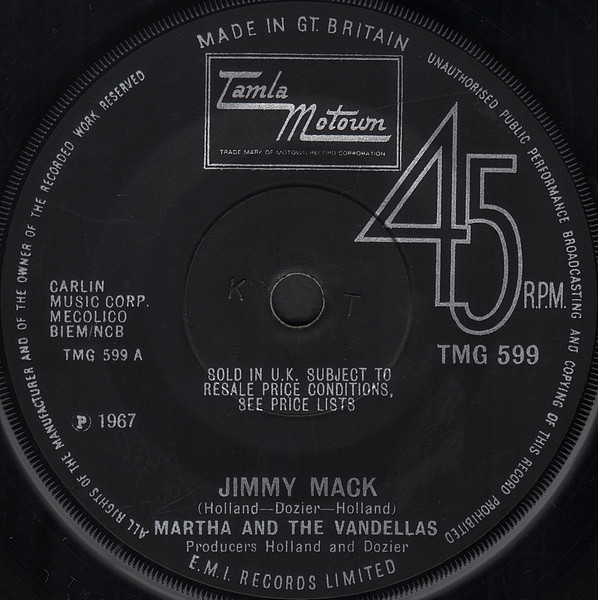 MADE IN GT. BRITAIN
Tamla
Motown
TRADE MARK OF MOTOWN RECORD CORPORATION
UNAUTHORISED PUBLIC PERFORMANCE BROADCASTING AND COPYING OF THIS RECORD PROHIBITED
ALL RIGHTS OF THE MANUFACTURER AND OF THE OWNER OF THE RECORDED WORK RESERVED
45
R.P.M.
K T
CARLIN
MUSIC CORP.
MECOLICO
BIEM/NCB
TMG 599 A
TMG 599
SOLD IN U.K. SUBJECT TO
RESALE PRICE CONDITIONS,
SEE PRICE LISTS
℗ 1967
JIMMY MACK
(Holland—Dozier—Holland)
MARTHA AND THE VANDELLAS
Producers Holland and Dozier
E.M.I. RECORDS LIMITED